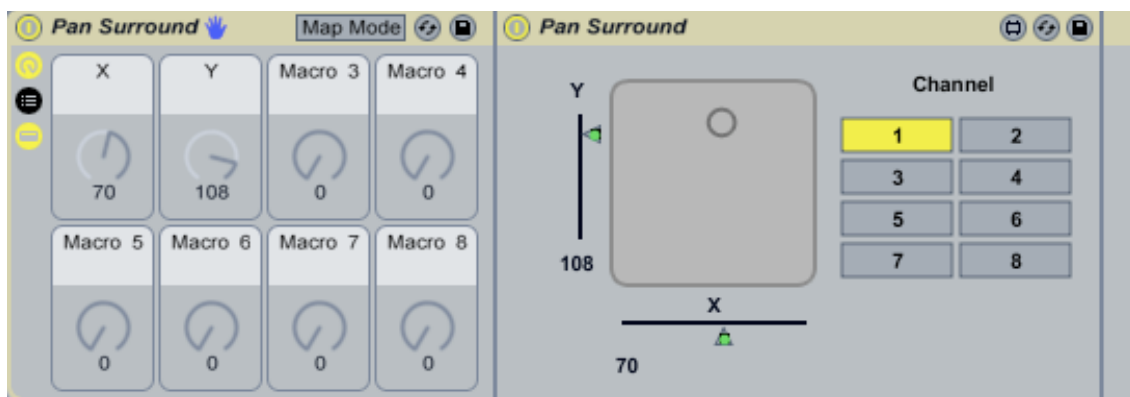 Pan Surround Map Mode
X Y Macro 3 Macro 4
70 108 0 0
Macro 5 Macro 6 Macro 7 Macro 8
0 0 0 0
Pan Surround
Y
108
X
70
Channel
1 2
3 4
5 6
7 8